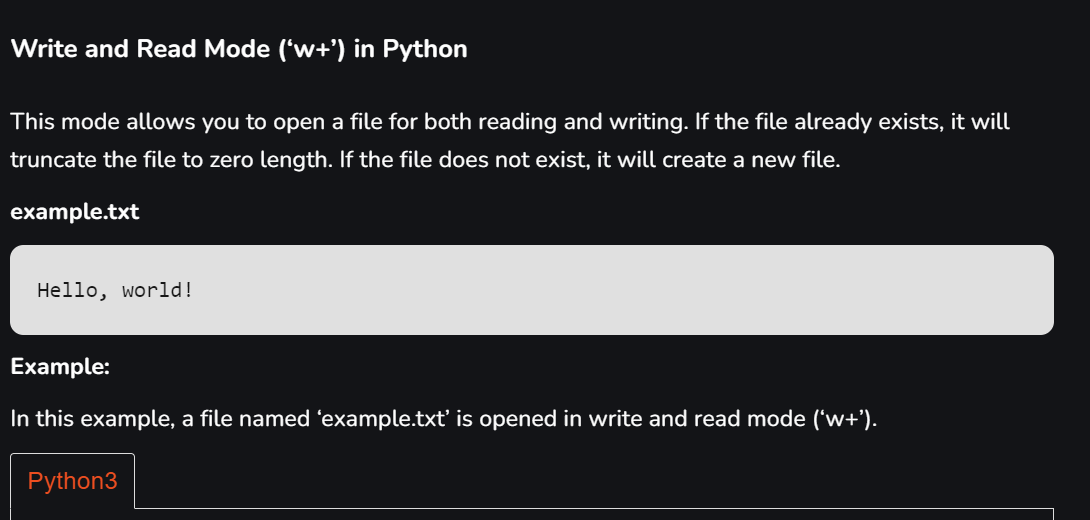 Write and Read Mode (‘w+’) in Python
This mode allows you to open a file for both reading and writing. If the file already exists, it will
truncate the file to zero length. If the file does not exist, it will create a new file.
example.txt
Hello, world!
Example:
In this example, a file named ‘example.txt’ is opened in write and read mode (‘w+’).
Python3